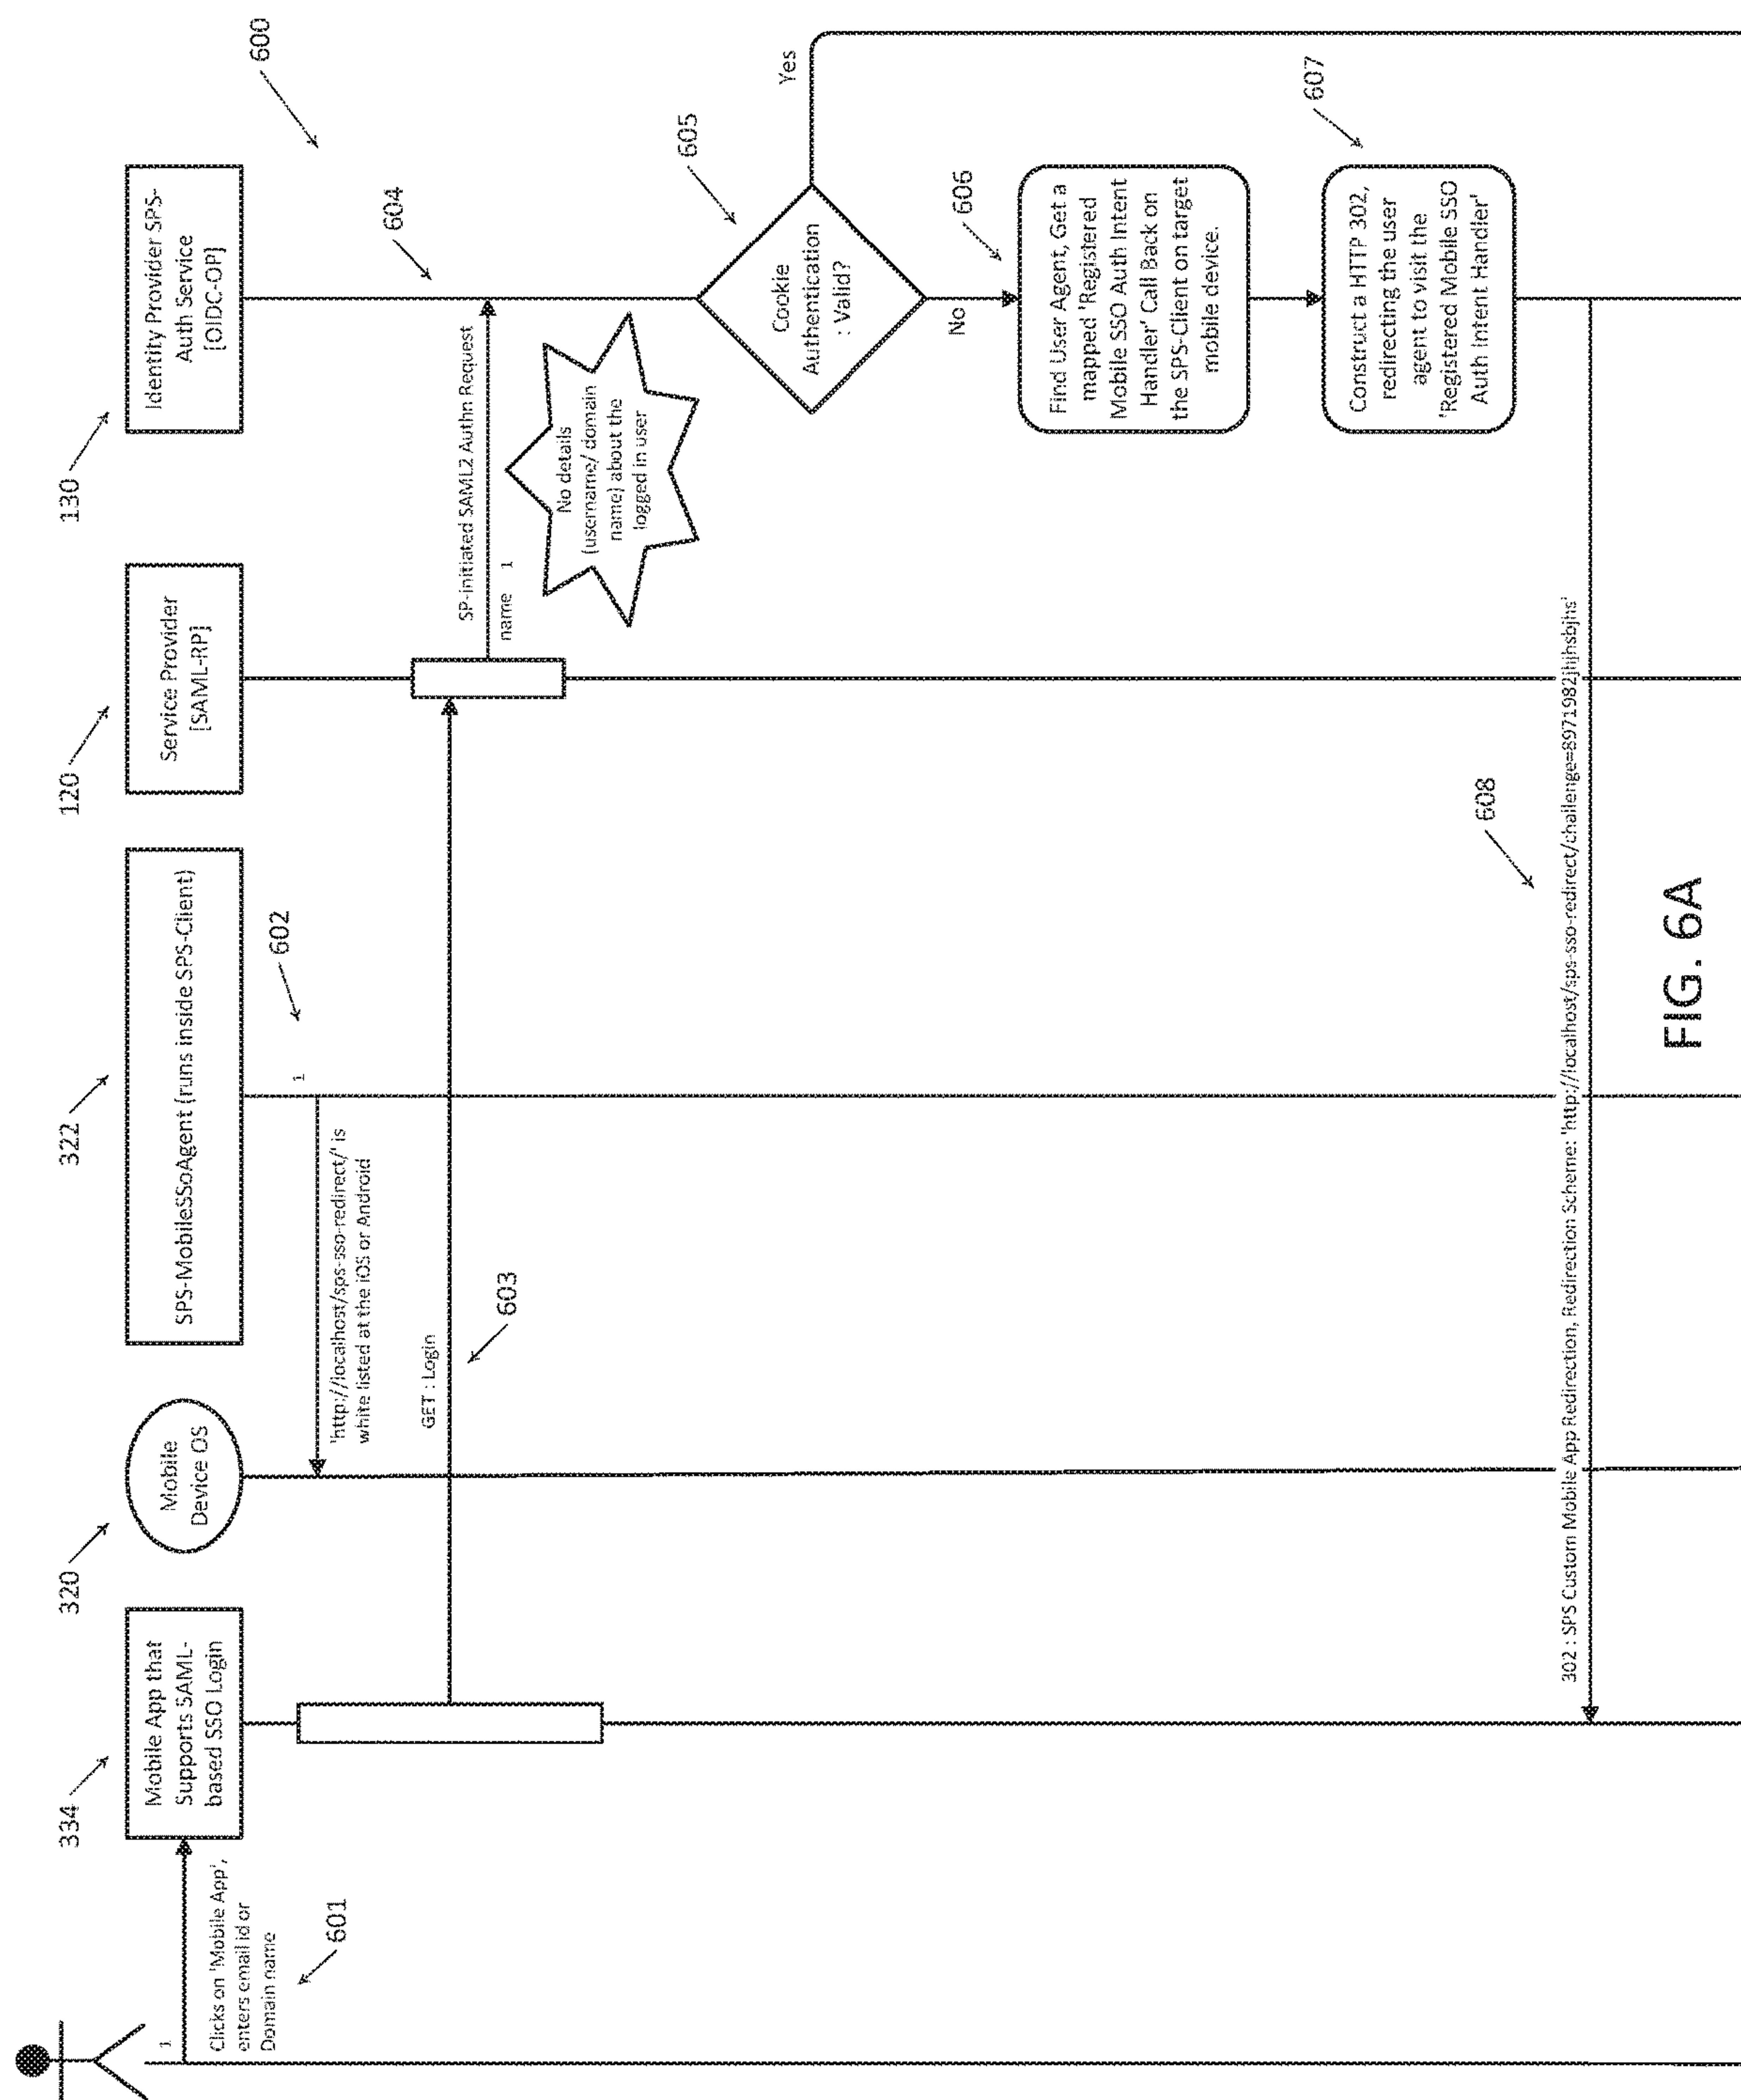 600
334
Mobile App that
Supports SAML-
based SSO Login
320
Mobile
Device OS
322
SPS-MobileSSoAgent (runs inside SPS-Client)
120
Service Provider
[SAML-RP]
130
Identity Provider SPS-
Auth Service
[OIDC-OP]
1
Clicks on 'Mobile App',
enters email id or
Domain name
601
1
602
'http://localhost/sps-sso-redirect/' is
white listed at the iOS or Android
GET : Login
603
SP-initiated SAML2 Authn Request
604
name 1
No details
(username/ domain
name) about the
logged in user
605
Cookie
Authentication
: Valid?
Yes
No
606
Find User Agent, Get a
mapped 'Registered
Mobile SSO Auth Intent
Handler' Call Back on
the SPS-Client on target
mobile device.
607
Construct a HTTP 302,
redirecting the user
agent to visit the
'Registered Mobile SSO
Auth Intent Handler'
608
302 : SPS Custom Mobile App Redirection, Redirection Scheme: 'http://localhost/sps-sso-redirect/challenge=
FIG. 6A